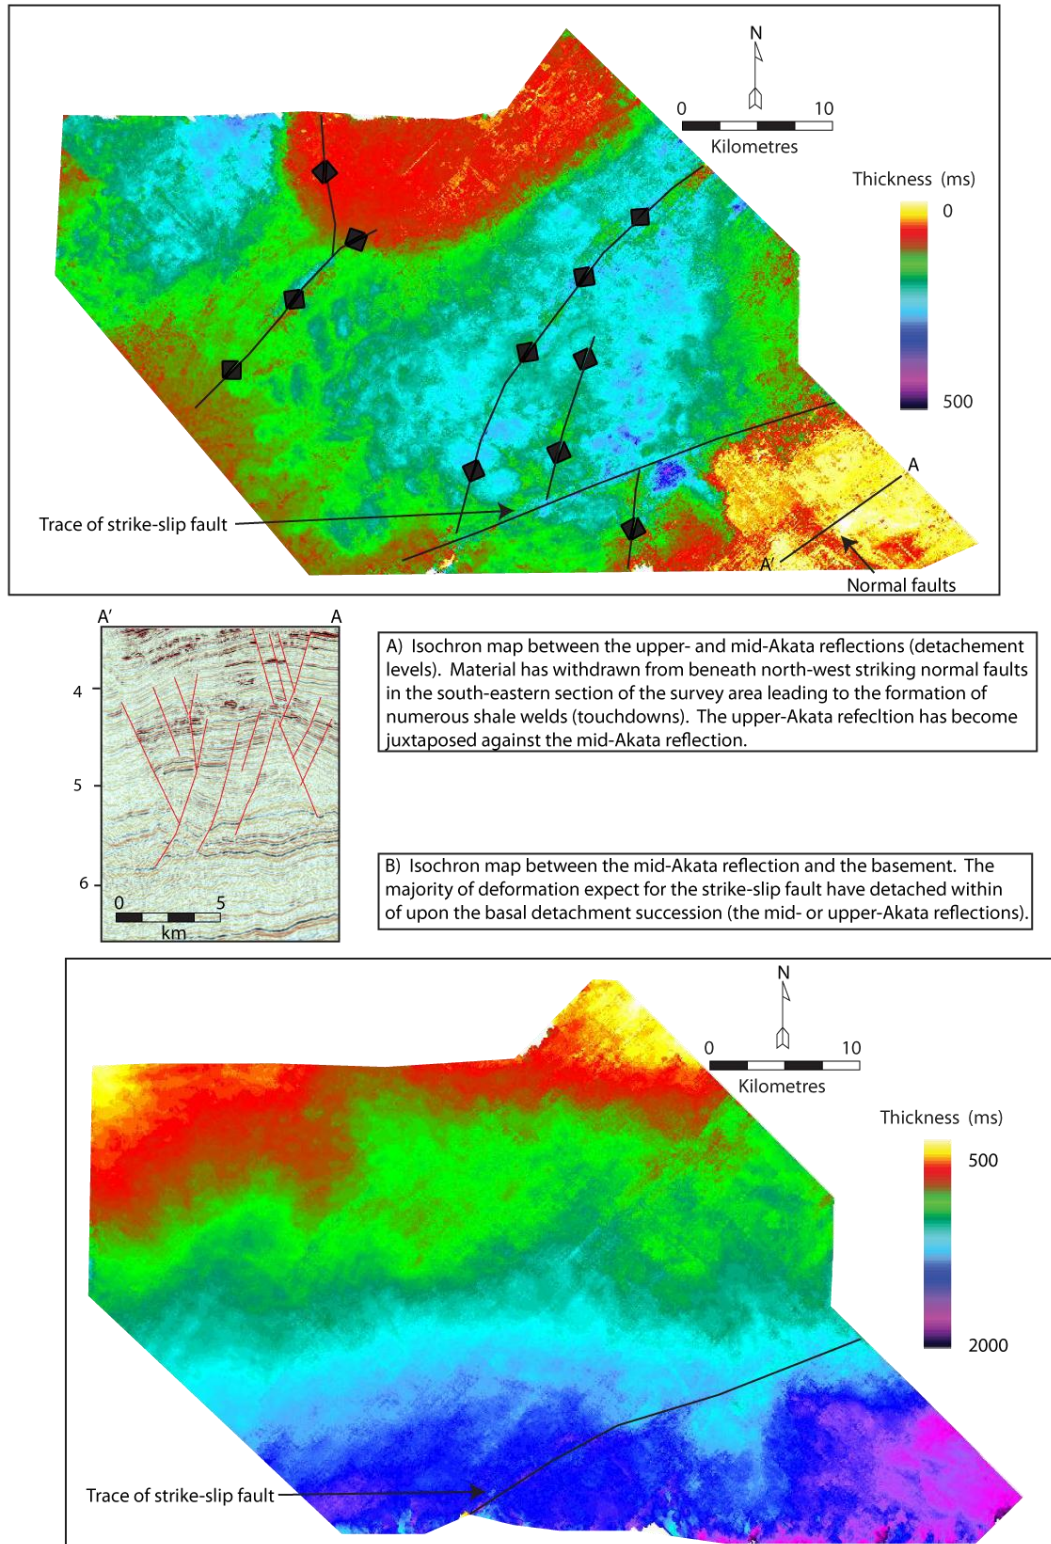 N
0 10
Kilometres
Thickness (ms)
0
500
A
A'
Trace of strike-slip fault
Normal faults
A' A
4
5
6
0 5
km
A) Isochron map between the upper- and mid-Akata reflections (detachement
levels). Material has withdrawn from beneath north-west striking normal faults
in the south-eastern section of the survey area leading to the formation of
numerous shale welds (touchdowns). The upper-Akata refecltion has become
juxtaposed against the mid-Akata reflection.
B) Isochron map between the mid-Akata reflection and the basement. The
majority of deformation expect for the strike-slip fault have detached within
of upon the basal detachment succession (the mid- or upper-Akata reflections).
N
0 10
Kilometres
Thickness (ms)
500
2000
Trace of strike-slip fault